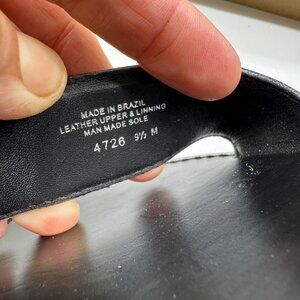 MADE IN BRAZIL
LEATHER UPPER & LINNING
MAN MADE SOLE
4726 9½ M